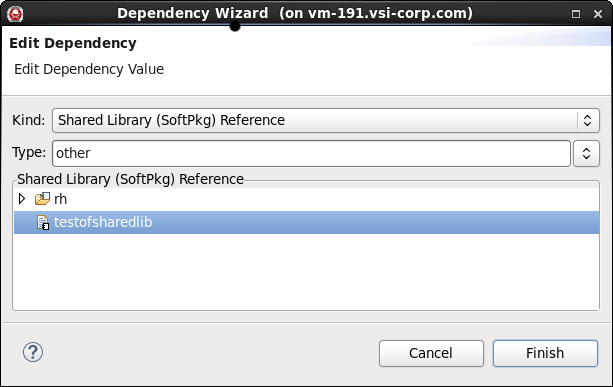 Dependency Wizard (on vm-191.vsi-corp.com)
Edit Dependency
Edit Dependency Value
Kind: Shared Library (SoftPkg) Reference
Type: other
Shared Library (SoftPkg) Reference
rh
testofsharedlib
? Cancel Finish